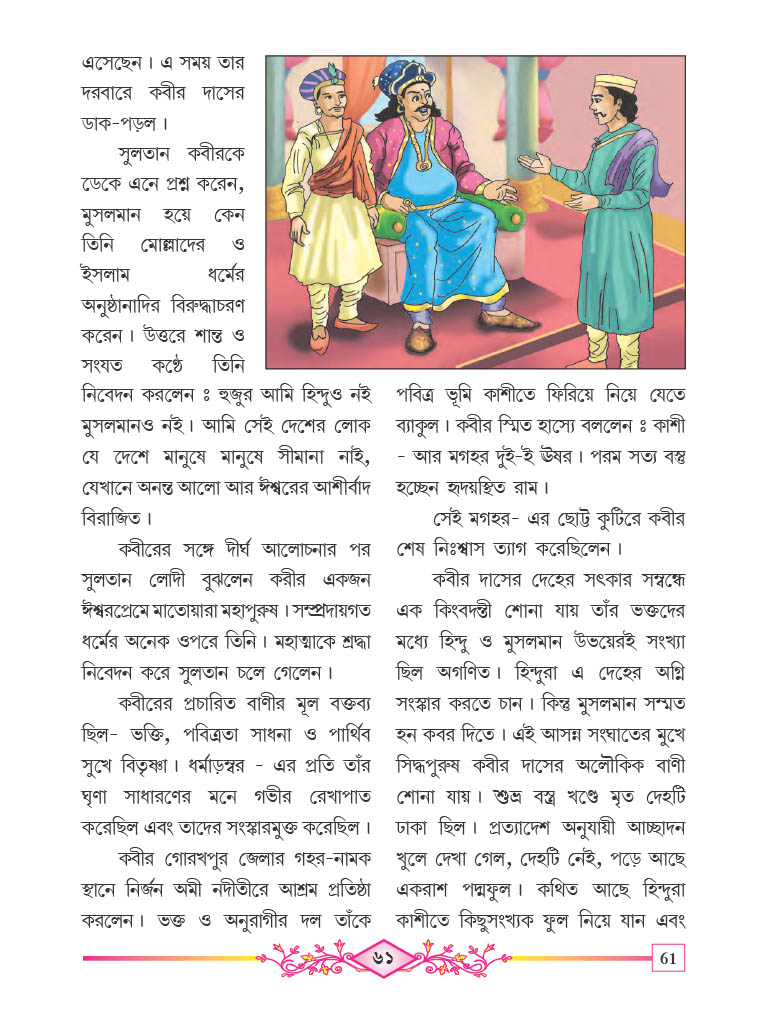 এসেছেন। এ সময় তার
দরবারে কবীর দাসের
ডাক-পড়ল।
সুলতান কবীরকে
ডেকে এনে প্রশ্ন করেন,
মুসলমান হয়ে কেন
তিনি মোল্লাদের ও
ইসলাম ধর্মের
অনুষ্ঠানাদির বিরুদ্ধাচরণ
করেন। উত্তরে শান্ত ও
সংযত কণ্ঠে তিনি
নিবেদন করলেন ঃ হুজুর আমি হিন্দুও নই
মুসলমানও নই। আমি সেই দেশের লোক
যে দেশে মানুষে মানুষে সীমানা নাই,
যেখানে অনন্ত আলো আর ঈশ্বরের আশীর্বাদ
বিরাজিত।
কবীরের সঙ্গে দীর্ঘ আলোচনার পর
সুলতান লোদী বুঝলেন করীর একজন
ঈশ্বরপ্রেমে মাতোয়ারা মহাপুরুষ। সম্প্রদায়গত
ধর্মের অনেক ওপরে তিনি। মহাত্মাকে শ্রদ্ধা
নিবেদন করে সুলতান চলে গেলেন।
কবীরের প্রচারিত বাণীর মূল বক্তব্য
ছিল- ভক্তি, পবিত্রতা সাধনা ও পার্থিব
সুখে বিতৃষ্ণা। ধর্মাড়ম্বর - এর প্রতি তাঁর
ঘৃণা সাধারণের মনে গভীর রেখাপাত
করেছিল এবং তাদের সংস্কারমুক্ত করেছিল।
কবীর গোরখপুর জেলার গহর-নামক
স্থানে নির্জন অমী নদীতীরে আশ্রম প্রতিষ্ঠা
করলেন। ভক্ত ও অনুরাগীর দল তাঁকে
পবিত্র ভূমি কাশীতে ফিরিয়ে নিয়ে যেতে
ব্যাকুল। কবীর স্মিত হাস্যে বললেন ঃ কাশী
- আর মগহর দুই-ই ঊষর। পরম সত্য বস্তু
হচ্ছেন হৃদয়স্থিত রাম।
সেই মগহর- এর ছোট্ট কুটিরে কবীর
শেষ নিঃশ্বাস ত্যাগ করেছিলেন।
কবীর দাসের দেহের সৎকার সম্বন্ধে
এক কিংবদন্তী শোনা যায় তাঁর ভক্তদের
মধ্যে হিন্দু ও মুসলমান উভয়েরই সংখ্যা
ছিল অগণিত। হিন্দুরা এ দেহের অগ্নি
সংস্কার করতে চান। কিন্তু মুসলমান সম্মত
হন কবর দিতে। এই আসন্ন সংঘাতের মুখে
সিদ্ধপুরুষ কবীর দাসের অলৌকিক বাণী
শোনা যায়। শুভ্র বস্ত্র খণ্ডে মৃত দেহটি
ঢাকা ছিল। প্রত্যাদেশ অনুযায়ী আচ্ছাদন
খুলে দেখা গেল, দেহটি নেই, পড়ে আছে
একরাশ পদ্মফুল। কথিত আছে হিন্দুরা
কাশীতে কিছুসংখ্যক ফুল নিয়ে যান এবং
৬১
61